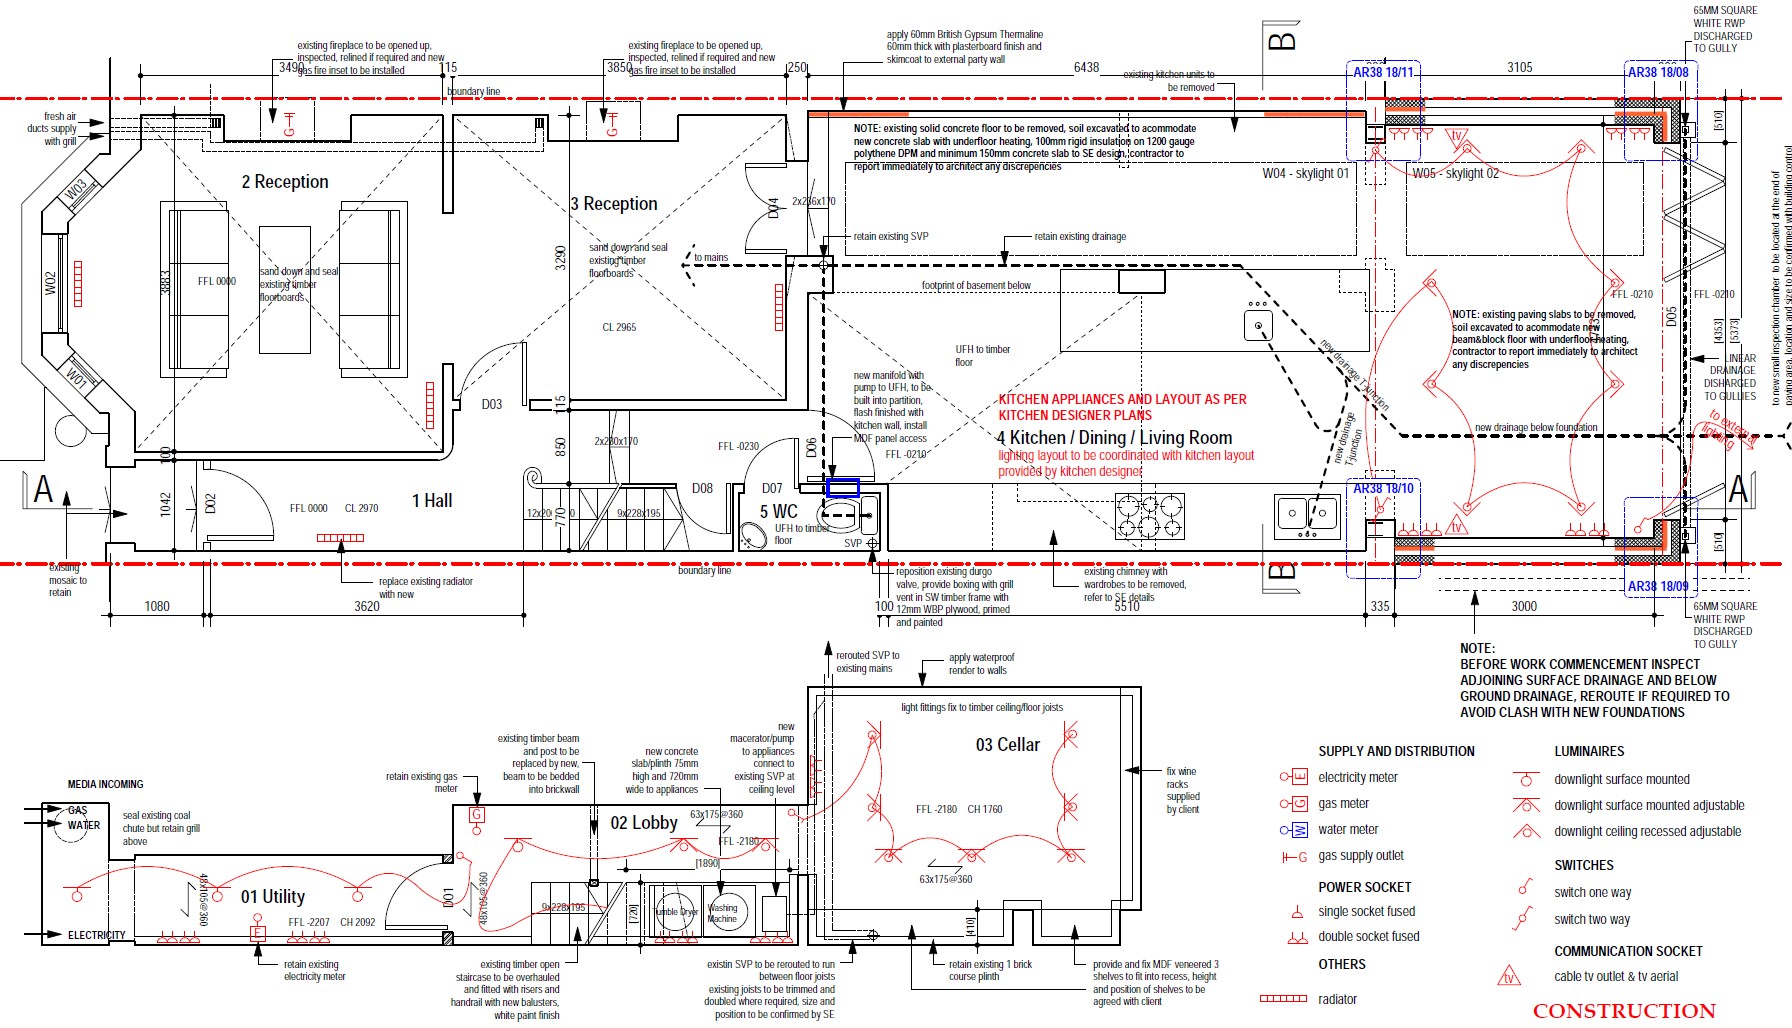 65MM SQUARE
WHITE RWP
DISCHARGED
TO GULLY
existing fireplace to be opened up,
inspected, relined if required and new
gas fire inset to be installed
existing fireplace to be opened up,
inspected, relined if required and new
gas fire inset to be installed
apply 60mm British Gypsum Thermaline
60mm thick with plasterboard finish and
skimcoat to external party wall
B
3490
115
3850
250
6438
existing kitchen units to
be removed
AR38 18/11
3105
AR38 18/08
boundary line
fresh air
ducts supply
with grill
G
G
NOTE: existing solid concrete floor to be removed, soil excavated to acommodate
new concrete slab with underfloor heating, 100mm rigid insulation on 1200 gauge
polythene DPM and minimum 150mm concrete slab to SE design, contractor to
report immediately to architect any discrepencies
tv
[510]
W04 - skylight 01
W05 - skylight 02
2 Reception
3 Reception
W03
D04
2x236x170
retain existing SVP
retain existing drainage
to mains
sand down and seal
existing timber
floorboards
3290
sand down and seal
existing timber
floorboards
FFL 0000
3883
W02
CL 2965
footprint of basement below
FFL -0210
FFL -0210
D05
[4353]
[5373]
NOTE: existing paving slabs to be removed,
soil excavated to acommodate new
beam&block floor with underfloor heating,
contractor to report immediately to architect
any discrepencies
UFH to timber
floor
new drainage T junction
LINEAR
DRAINAGE
DISHARGED
TO GULLIES
to new small inspection chamber to be located at the end of
paving area, location and size to be confirmed with building control
W01
new manifold with
pump to UFH, to be
built into partition,
flash finished with
kitchen wall, install
MDF panel access
KITCHEN APPLIANCES AND LAYOUT AS PER
KITCHEN DESIGNER PLANS
4 Kitchen / Dining / Living Room
lighting layout to be coordinated with kitchen layout
provided by kitchen designer
new drainage
T junction
new drainage below foundation
to external
lighting
D03
115
850
2x230x170
FFL -0230
D06
FFL -0210
100
A
1042
D02
FFL 0000
CL 2970
1 Hall
770
9x228x195
D08
D07
5 WC
UFH to timber
floor
SVP
AR38 18/10
tv
A
[510]
existing
mosaic to
retain
replace existing radiator
with new
boundary line
reposition existing durgo
valve, provide boxing with grill
vent in SW timber frame with
12mm WBP plywood, primed
and painted
existing chimney with
wardrobes to be removed,
refer to SE details
B
AR38 18/09
1080
3620
100
5510
335
3000
65MM SQUARE
WHITE RWP
DISCHARGED
TO GULLY
NOTE:
BEFORE WORK COMMENCEMENT INSPECT
ADJOINING SURFACE DRAINAGE AND BELOW
GROUND DRAINAGE, REROUTE IF REQUIRED TO
AVOID CLASH WITH NEW FOUNDATIONS
rerouted SVP to
existing mains
apply waterproof
render to walls
light fittings fix to timber ceiling/floor joists
03 Cellar
FFL -2180
CH 1760
63x175@360
fix wine
racks
supplied
by client
[410]
MEDIA INCOMING
GAS
WATER
ELECTRICITY
seal existing coal
chute but retain grill
above
retain existing gas
meter
G
existing timber beam
and post to be
replaced by new,
beam to be bedded
into brickwall
new concrete
slab/plinth 75mm
high and 720mm
wide to appliances
new
macerator/pump
to appliances
connect to
existing SVP at
ceiling level
02 Lobby
63x175@360
FFL -2180
[1890]
01 Utility
48x105@360
FFL -2207
CH 2092
E
D01
48x105@360
9x228x195
[720]
Tumble Dryer
Washing
Machine
retain existing
electricity meter
existing timber open
staircase to be overhauled
and fitted with risers and
handrail with new balusters,
white paint finish
existin SVP to be rerouted to run
between floor joists
existing joists to be trimmed and
doubled where required, size and
position to be confirmed by SE
retain existing 1 brick
course plinth
provide and fix MDF veneered 3
shelves to fit into recess, height
and position of shelves to be
agreed with client
SUPPLY AND DISTRIBUTION
E electricity meter
G gas meter
W water meter
G gas supply outlet
POWER SOCKET
single socket fused
double socket fused
OTHERS
radiator
LUMINAIRES
downlight surface mounted
downlight surface mounted adjustable
downlight ceiling recessed adjustable
SWITCHES
switch one way
switch two way
COMMUNICATION SOCKET
tv cable tv outlet & tv aerial
CONSTRUCTION